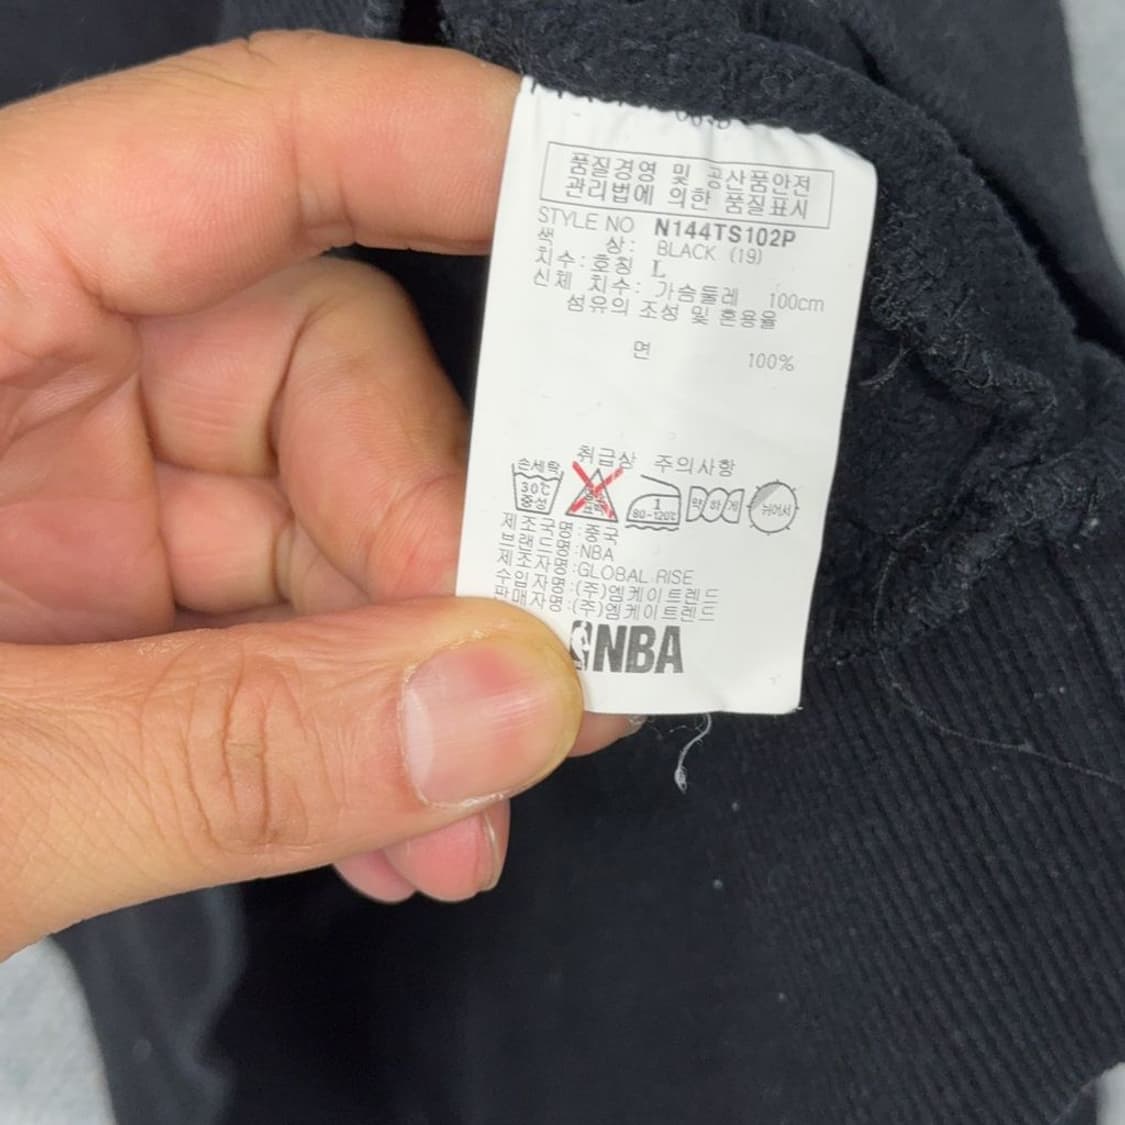 품질경영 및 공산품안전
관리법에 의한 품질표시
STYLE NO N144TS102P
색 상: BLACK (19)
치수:호칭 L
신체 치수: 가슴둘레 100cm
섬유의 조성 및 혼용율
면 100%
취급상 주의사항
손세탁
30℃
중성
1
80-120℃
약하게
뉘어서
제조국명:중국
브랜드명:NBA
제조자명:GLOBAL RISE
수입자명:(주)엠케이트렌드
판매자명:(주)엠케이트렌드
NBA